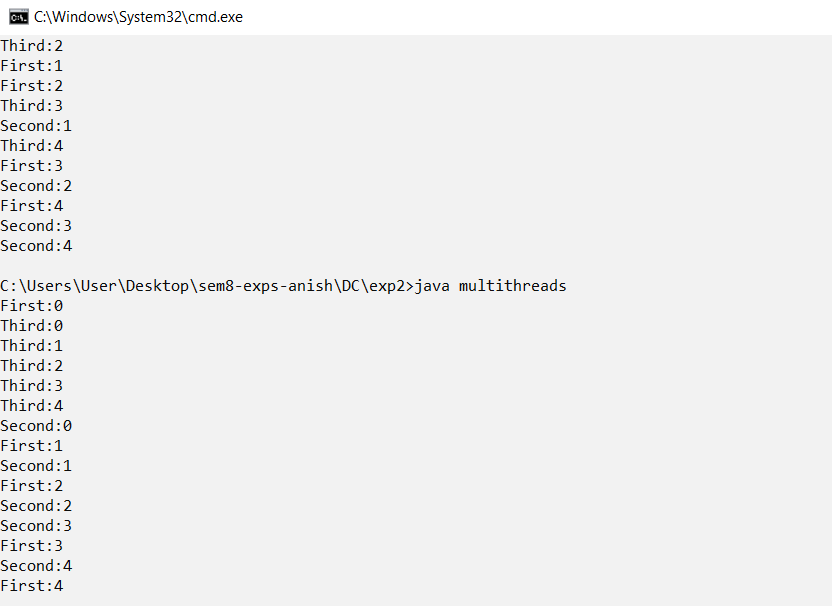 C:\Windows\System32\cmd.exe
Third:2
First:1
First:2
Third:3
Second:1
Third:4
First:3
Second:2
First:4
Second:3
Second:4
C:\Users\User\Desktop\sem8-exps-anish\DC\exp2>java multithreads
First:0
Third:0
Third:1
Third:2
Third:3
Third:4
Second:0
First:1
Second:1
First:2
Second:2
Second:3
First:3
Second:4
First:4